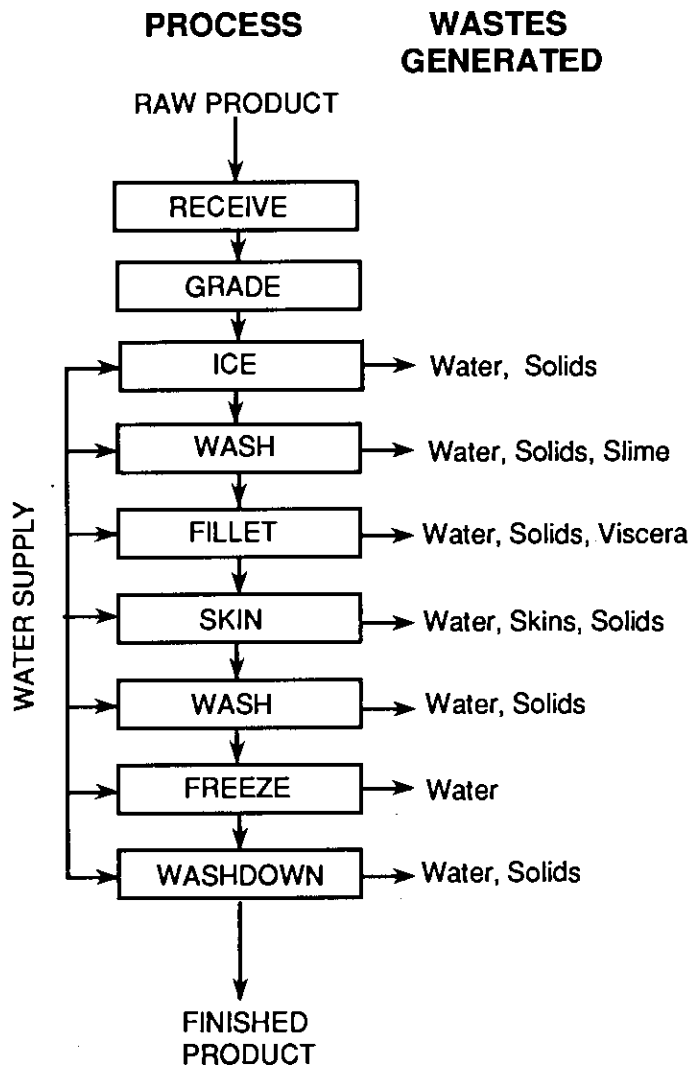 PROCESS
WASTES
GENERATED
RAW PRODUCT
RECEIVE
GRADE
ICE
Water, Solids
WASH
Water, Solids, Slime
FILLET
Water, Solids, Viscera
SKIN
Water, Skins, Solids
WASH
Water, Solids
FREEZE
Water
WASHDOWN
Water, Solids
WATER SUPPLY
FINISHED
PRODUCT